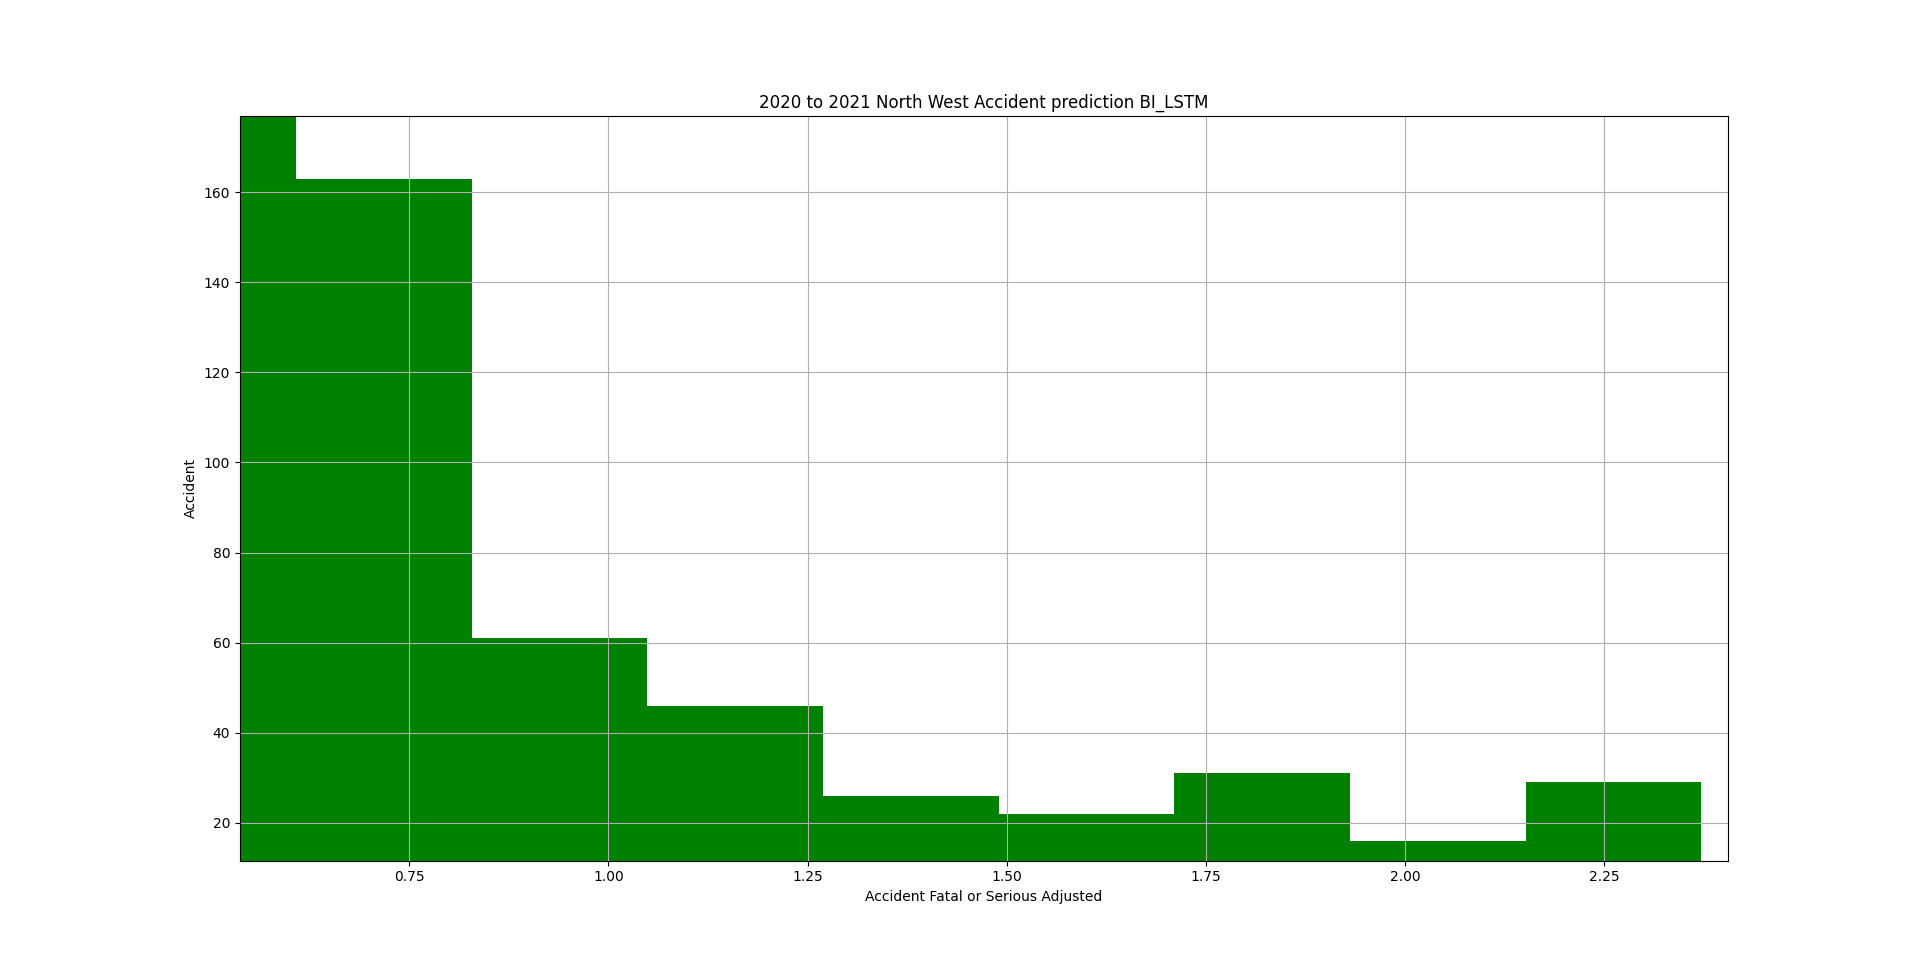 2020 to 2021 North West Accident prediction BI_LSTM
160
140
120
100
80
60
40
20
Accident
0.75 1.00 1.25 1.50 1.75 2.00 2.25
Accident Fatal or Serious Adjusted